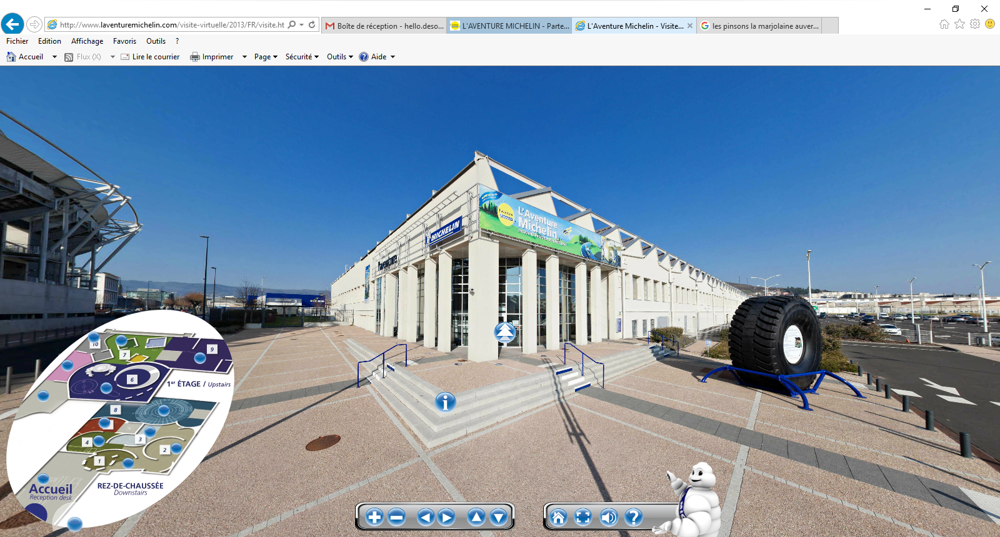 http://www.laventuremichelin.com/visite-virtuelle/2013/FR/visite.ht
Boîte de réception - hello.deso...
L'AVENTURE MICHELIN - Parte...
L'Aventure Michelin - Visite...
les pinsons la marjolaine auver...
Fichier Edition Affichage Favoris Outils ?
Accueil Flux (X) Lire le courrier Imprimer Page Sécurité Outils Aide
L'Aventure
Michelin
MICHELIN
l'aventure
10
7
9
6
1er ÉTAGE / Upstairs
8
4
3
2
1
Accueil
Reception desk
REZ-DE-CHAUSSÉE
Downstairs
i
?